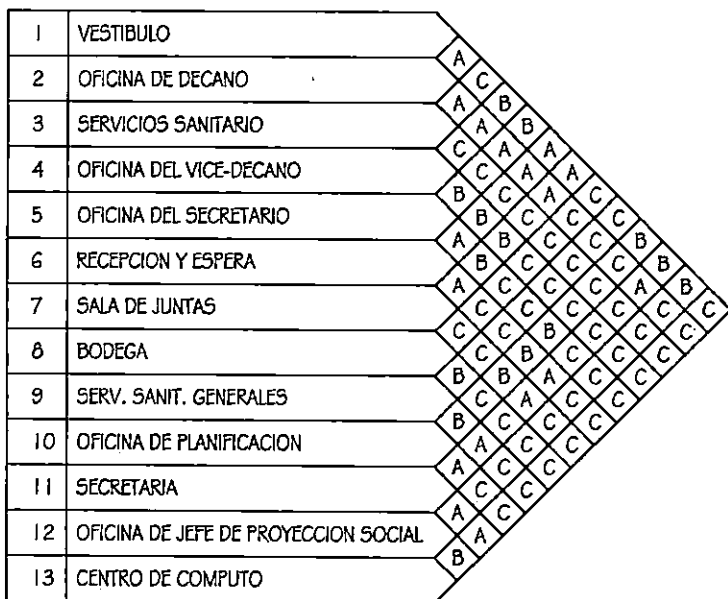 1 VESTIBULO
A
2 OFICINA DE DECANO
C
A B
3 SERVICIOS SANITARIO
A B
C A A
4 OFICINA DEL VICE-DECANO
C A A
B C A C
5 OFICINA DEL SECRETARIO
B C C C
A B C C B
6 RECEPCION Y ESPERA
B C C C B
A C C C A B
7 SALA DE JUNTAS
C C C C C C
C C B C C C
8 BODEGA
C B C C C
B B A C C
9 SERV. SANIT. GENERALES
C A C C
B C C C
10 OFICINA DE PLANIFICACION
A C C
A C C
11 SECRETARIA
C C
A C
12 OFICINA DE JEFE DE PROYECCION SOCIAL
A
B
13 CENTRO DE COMPUTO